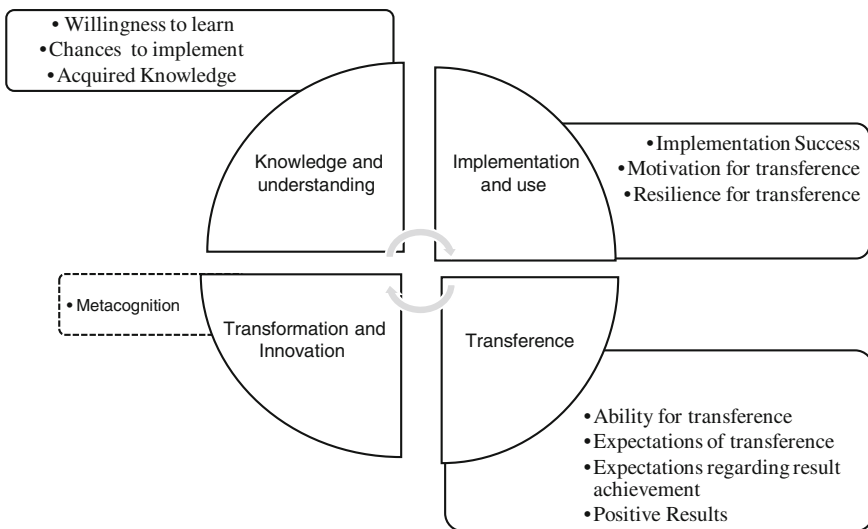 • Willingness to learn
•Chances to implement
• Acquired Knowledge
Knowledge and
understanding
Implementation
and use
•Implementation Success
•Motivation for transference
•Resilience for transference
• Metacognition
Transformation and
Innovation
Transference
•Ability for transference
•Expectations of transference
•Expectations regarding result
achievement
•Positive Results